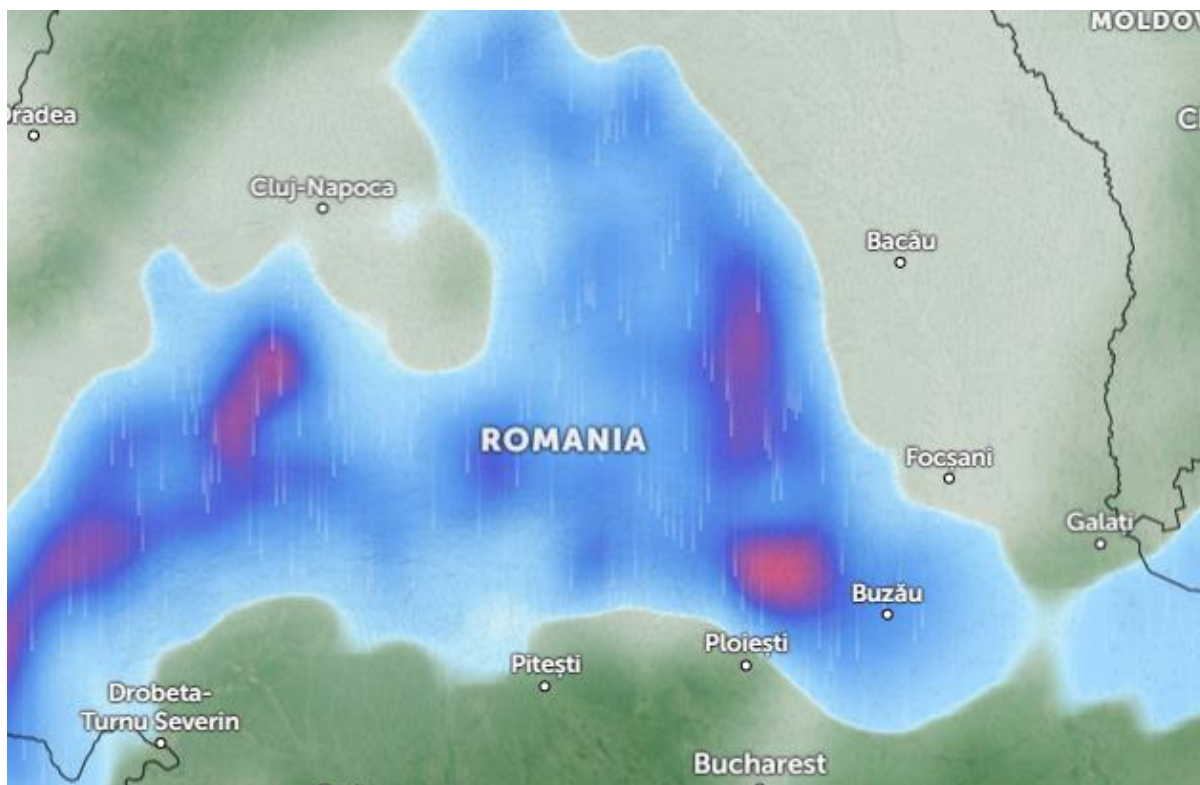 MOLDOV
Oradea
C
Cluj-Napoca
Bacău
ROMANIA
Focșani
Galați
Buzău
Ploiești
Pitești
Drobeta-
Turnu Severin
Bucharest